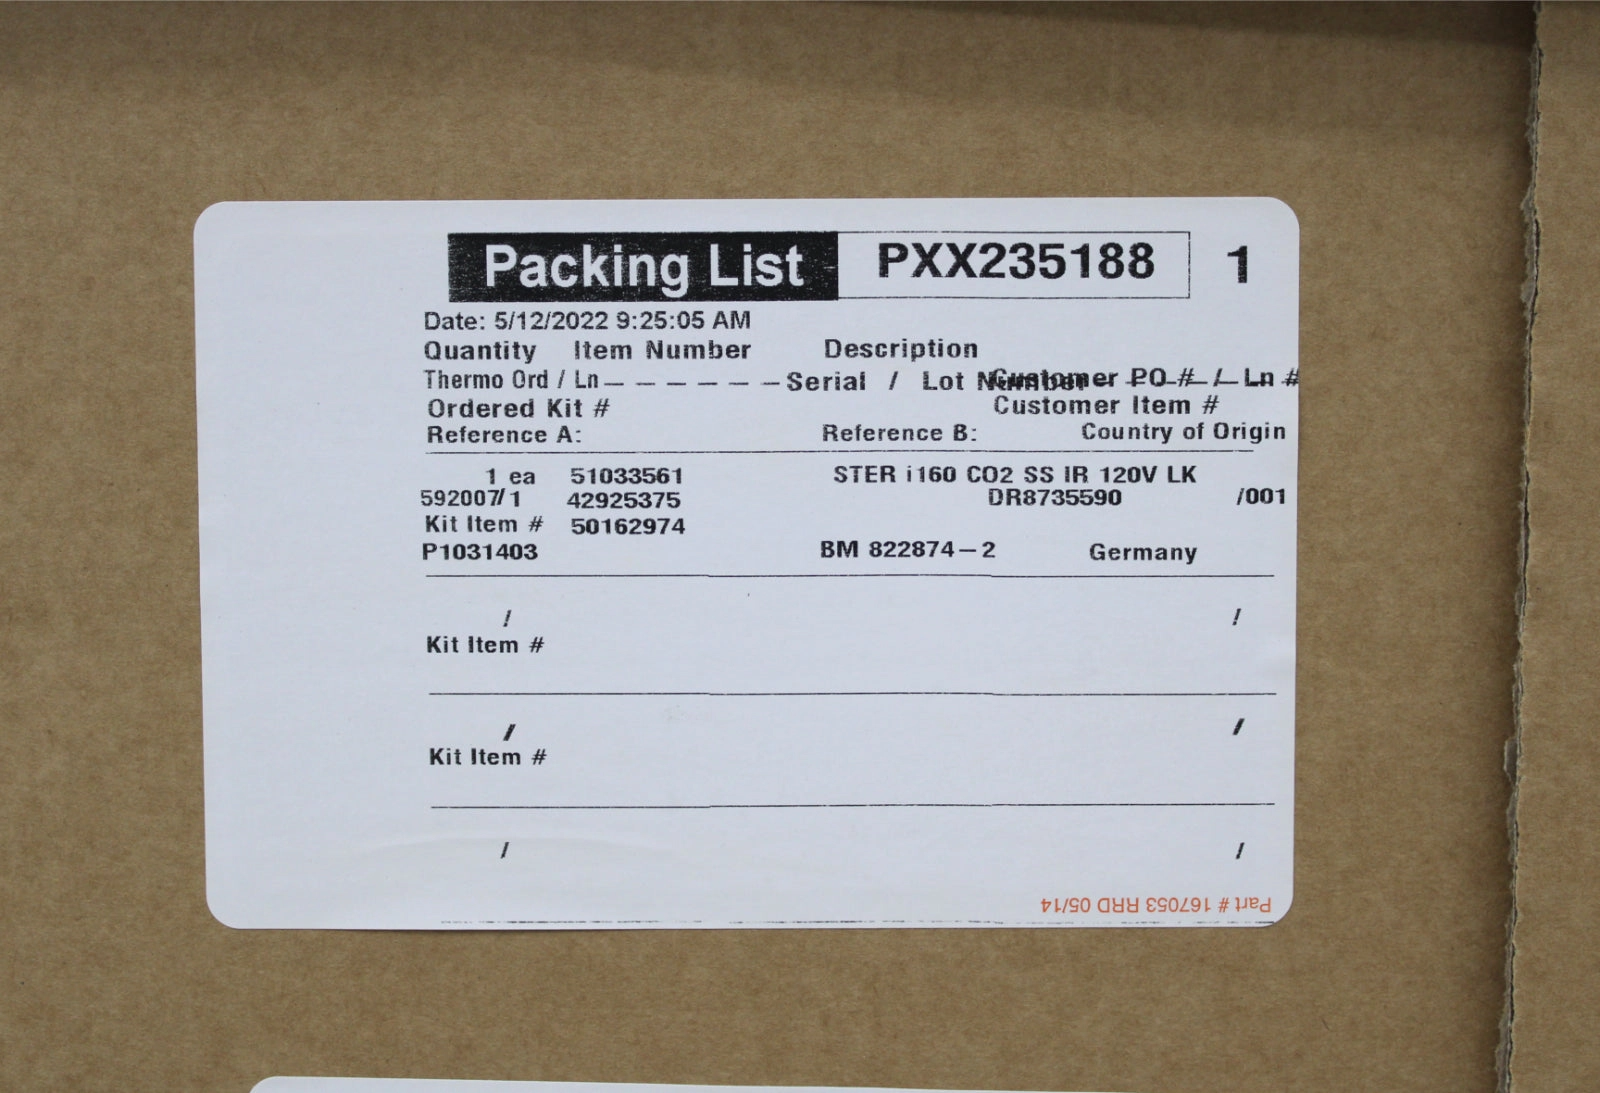 Packing List PXX235188 1
Date: 5/12/2022 9:25:05 AM
Quantity Item Number Description
Thermo Ord / Ln — — — — — — Serial / Lot Number Customer PO # / Ln #
Ordered Kit # Customer Item #
Reference A: Reference B: Country of Origin
1 ea 51033561 STER i160 CO2 SS IR 120V LK
592007/1 42925375 DR8735590 /001
Kit Item # 50162974
P1031403 BM 822874-2 Germany
/ /
Kit Item #
/ /
Kit Item #
/ /
Part # 167053 RRD 05/14